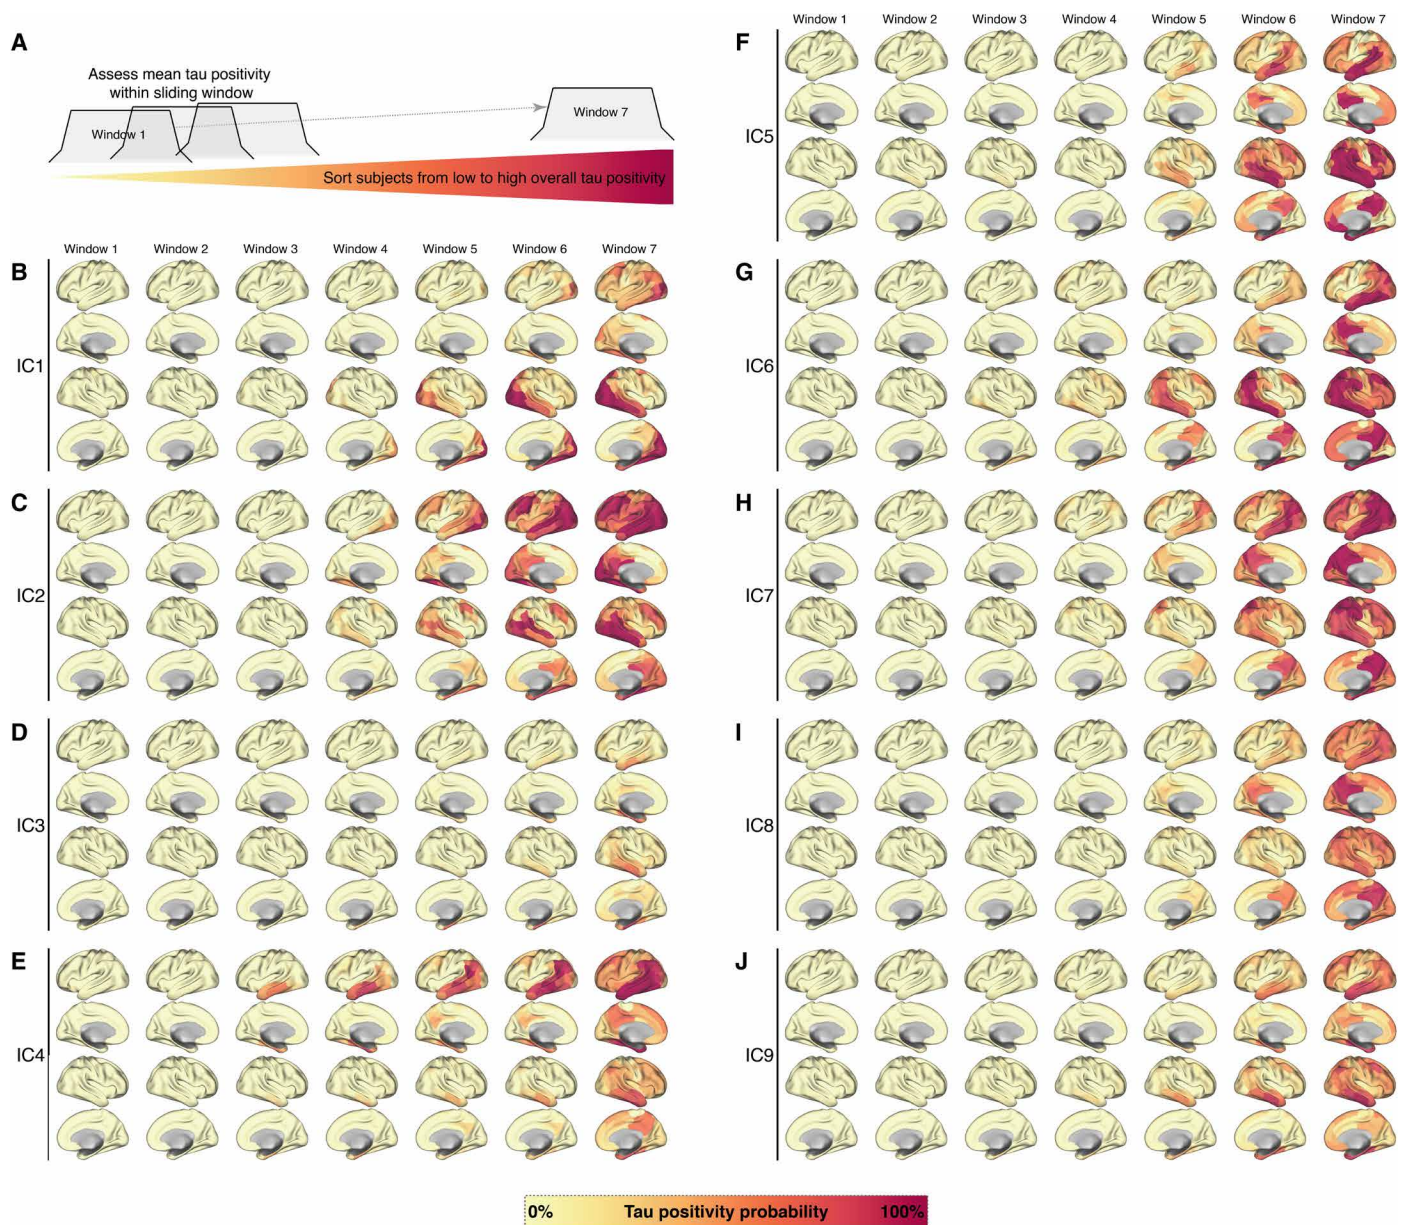 A
Assess mean tau positivity
within sliding window
Window 1
Window 7
Sort subjects from low to high overall tau positivity
Window 1 Window 2 Window 3 Window 4 Window 5 Window 6 Window 7
B
IC1
C
IC2
D
IC3
E
IC4
Window 1 Window 2 Window 3 Window 4 Window 5 Window 6 Window 7
F
IC5
G
IC6
H
IC7
I
IC8
J
IC9
0% Tau positivity probability 100%